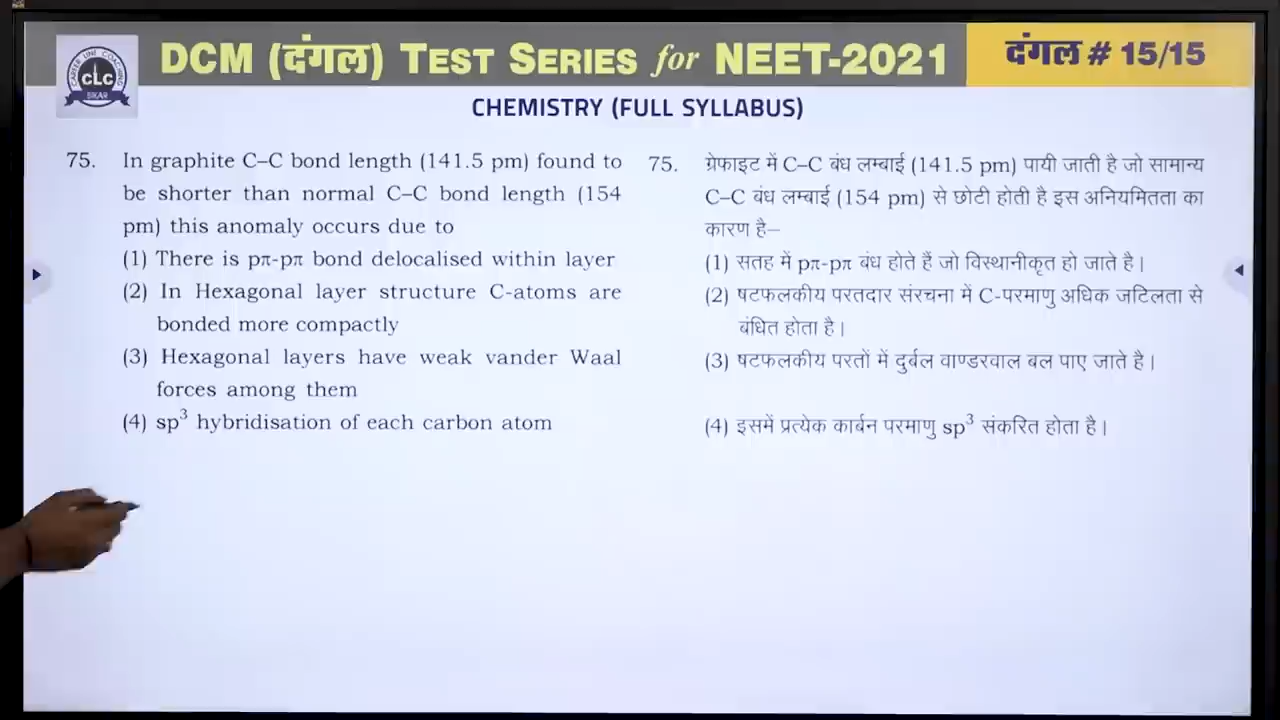 CAREER LINE COACHING
CLC
SIKAR
DCM (दंगल) TEST SERIES for NEET-2021
दंगल # 15/15
CHEMISTRY (FULL SYLLABUS)
75. In graphite C–C bond length (141.5 pm) found to
be shorter than normal C–C bond length (154
pm) this anomaly occurs due to
(1) There is pπ-pπ bond delocalised within layer
(2) In Hexagonal layer structure C-atoms are
bonded more compactly
(3) Hexagonal layers have weak vander Waal
forces among them
(4) sp³ hybridisation of each carbon atom
75. ग्रेफाइट में C–C बंध लम्बाई (141.5 pm) पायी जाती है जो सामान्य
C–C बंध लम्बाई (154 pm) से छोटी होती है इस अनियमितता का
कारण है–
(1) सतह में pπ-pπ बंध होते हैं जो विस्थानीकृत हो जाते है।
(2) षटफलकीय परतदार संरचना में C-परमाणु अधिक जटिलता से
बंधित होता है।
(3) षटफलकीय परतों में दुर्बल वाण्डरवाल बल पाए जाते है।
(4) इसमें प्रत्येक कार्बन परमाणु sp³ संकरित होता है।